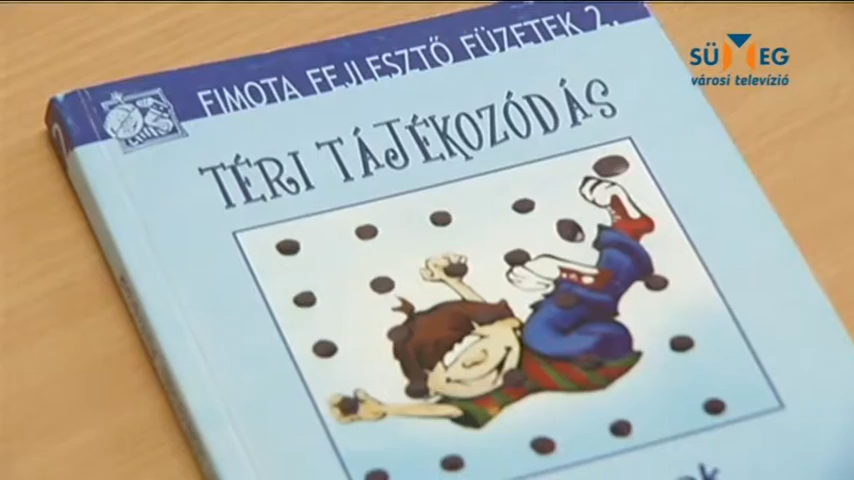 SÜMEG
városi televízió
FIMOTA FEJLESZTŐ FÜZETEK 2.
TÉRI TÁJÉKOZÓDÁS